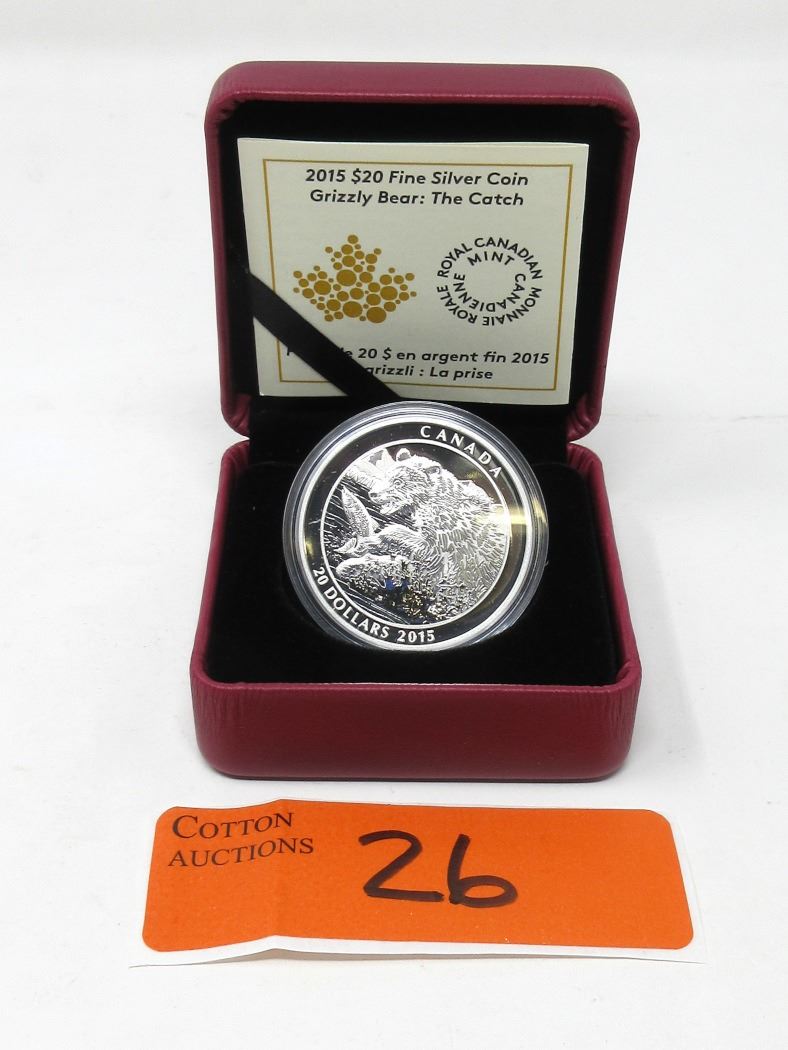 2015 $20 Fine Silver Coin
Grizzly Bear: The Catch
ROYAL CANADIAN MINT
MONNAIE ROYALE CANADIENNE
20 $ en argent fin 2015
grizzli : La prise
CANADA
20 DOLLARS 2015
COTTON
AUCTIONS
26